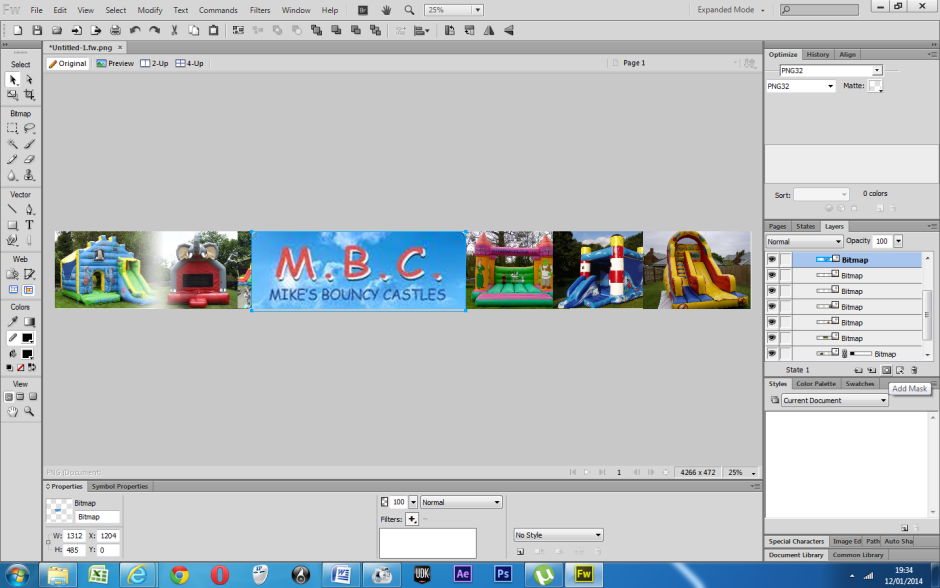 Fw File Edit View Select Modify Text Commands Filters Window Help Br 25% Expanded Mode
*Untitled-1.fw.png ×
Original Preview 2-Up 4-Up Page 1
Select
Bitmap
Vector
T
Web
Colors
View
M.B.C.
MIKE'S BOUNCY CASTLES
Optimize History Align
PNG32
PNG32 Matte:
Sort: 0 colors
Pages States Layers
Normal Opacity 100
Bitmap
Bitmap
Bitmap
Bitmap
Bitmap
Bitmap
Bitmap
State 1
Add Mask
Styles Color Palette Swatches
Current Document
Special Characters Image Ed Path Auto Sha
Document Library Common Library
PNG (Document) 1 4266 x 472 25%
Properties Symbol Properties
Bitmap
Bitmap
W: 1312 X: 1204
H: 485 Y: 0
100 Normal
Filters:
No Style
UDK Ae Ps Fw
19:34
12/01/2014